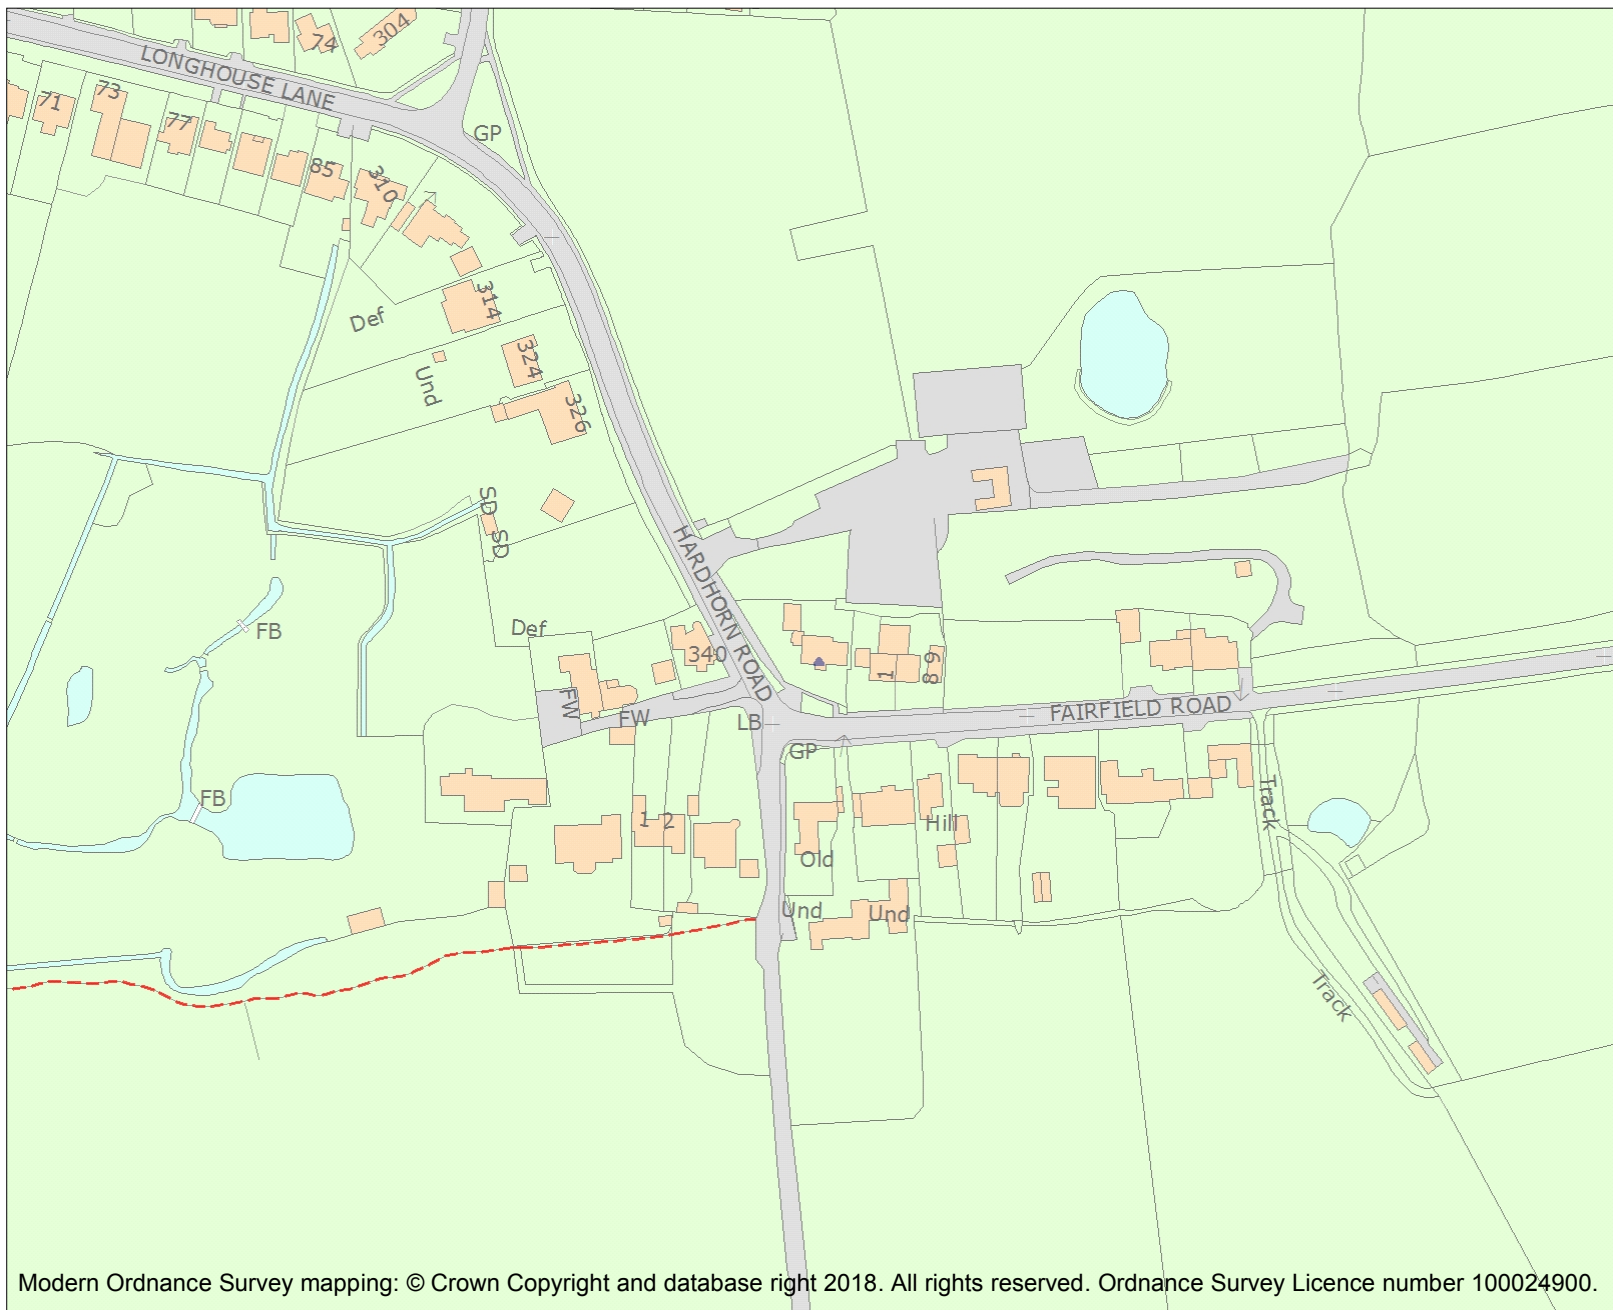 74
304
LONGHOUSE LANE
71
73
77
GP
85
310
314
Def
324
Und
326
SD
SD
HARDHORN ROAD
FB
Def
340
1
9
8
FW
FW
LB
FAIRFIELD ROAD
GP
FB
Track
1
2
Hill
Old
Und
Und
Track
Modern Ordnance Survey mapping: © Crown Copyright and database right 2018. All rights reserved. Ordnance Survey Licence number 100024900.